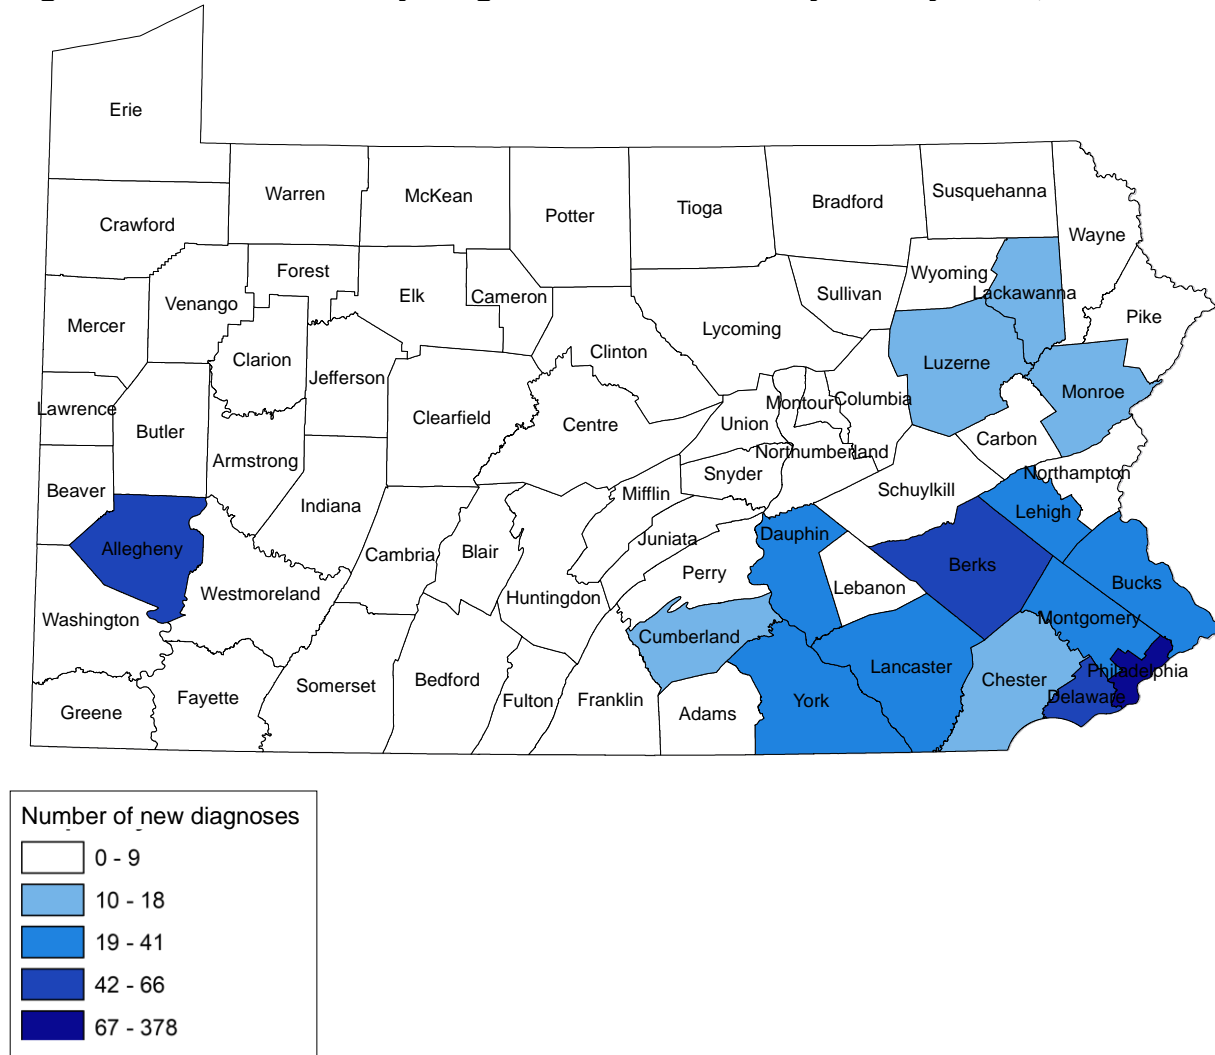 Erie
Warren
McKean
Potter
Tioga
Bradford
Susquehanna
Wayne
Crawford
Forest
Elk
Cameron
Sullivan
Wyoming
Lackawanna
Pike
Venango
Mercer
Clarion
Jefferson
Clinton
Lycoming
Luzerne
Monroe
Lawrence
Butler
Clearfield
Centre
Union
Montour
Columbia
Carbon
Armstrong
Northumberland
Snyder
Northampton
Beaver
Indiana
Mifflin
Schuylkill
Lehigh
Allegheny
Cambria
Blair
Juniata
Dauphin
Berks
Bucks
Westmoreland
Huntingdon
Perry
Lebanon
Washington
Cumberland
Montgomery
Lancaster
Chester
Philadelphia
Delaware
Greene
Fayette
Somerset
Bedford
Fulton
Franklin
Adams
York
Number of new diagnoses
0 - 9
10 - 18
19 - 41
42 - 66
67 - 378